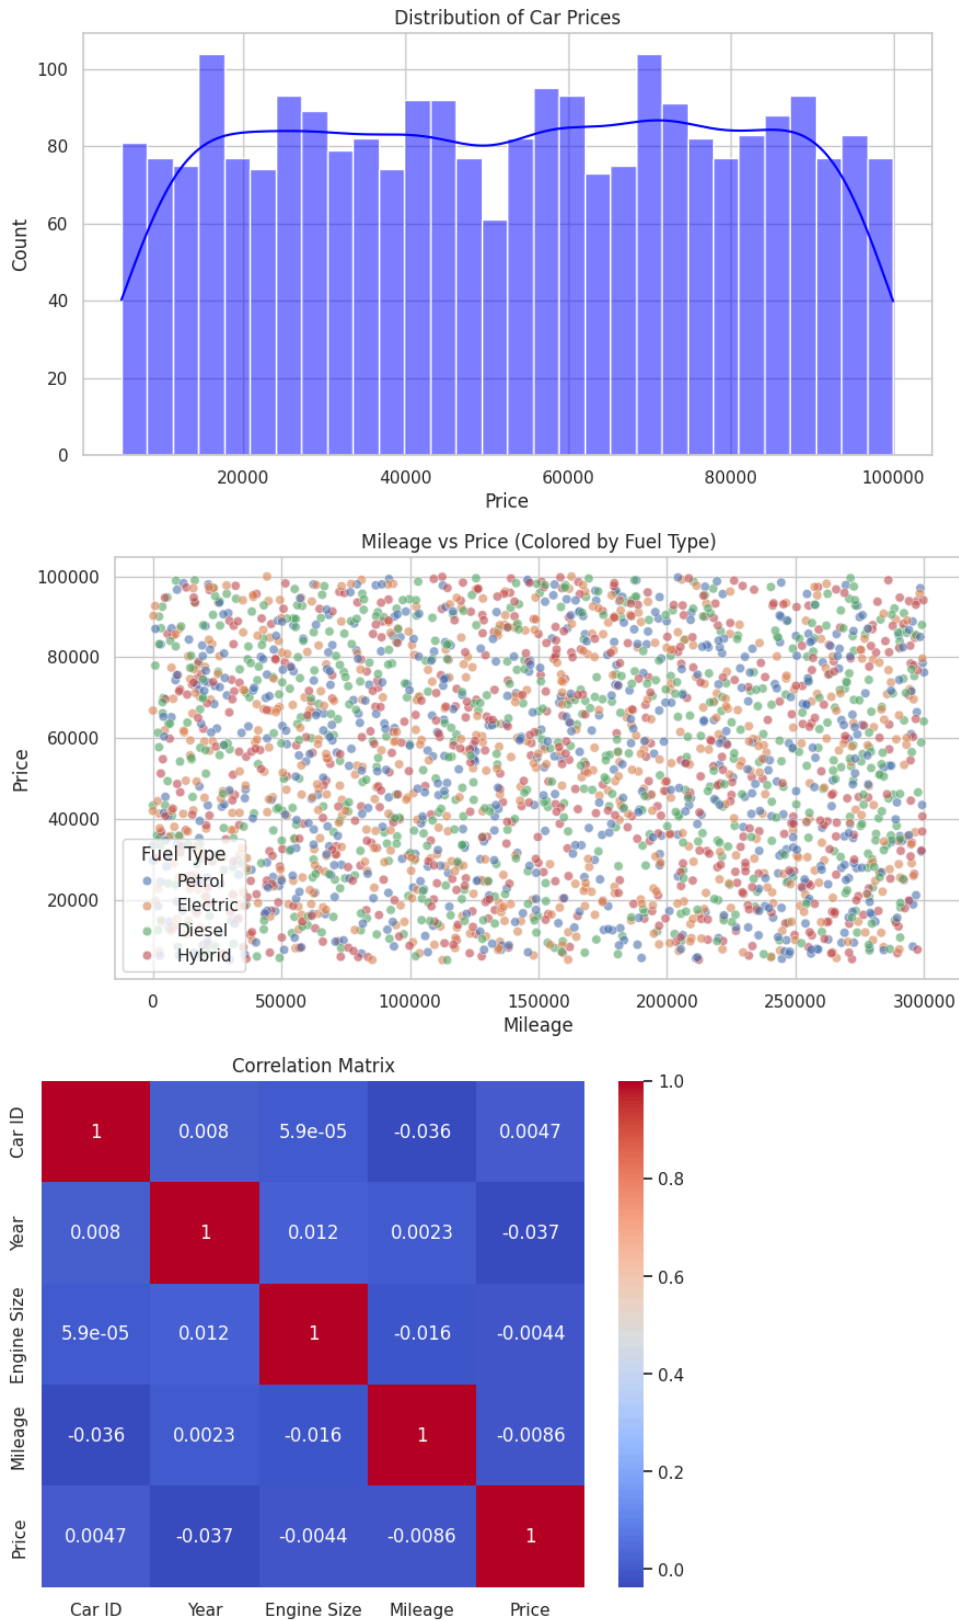 Distribution of Car Prices
100
80
60
40
20
0
Count
20000 40000 60000 80000 100000
Price
Mileage vs Price (Colored by Fuel Type)
100000
80000
60000
40000
20000
Price
Fuel Type
Petrol
Electric
Diesel
Hybrid
0 50000 100000 150000 200000 250000 300000
Mileage
Correlation Matrix
Car ID 1 0.008 5.9e-05 -0.036 0.0047
Year 0.008 1 0.012 0.0023 -0.037
Engine Size 5.9e-05 0.012 1 -0.016 -0.0044
Mileage -0.036 0.0023 -0.016 1 -0.0086
Price 0.0047 -0.037 -0.0044 -0.0086 1
Car ID Year Engine Size Mileage Price
1.0
0.8
0.6
0.4
0.2
0.0